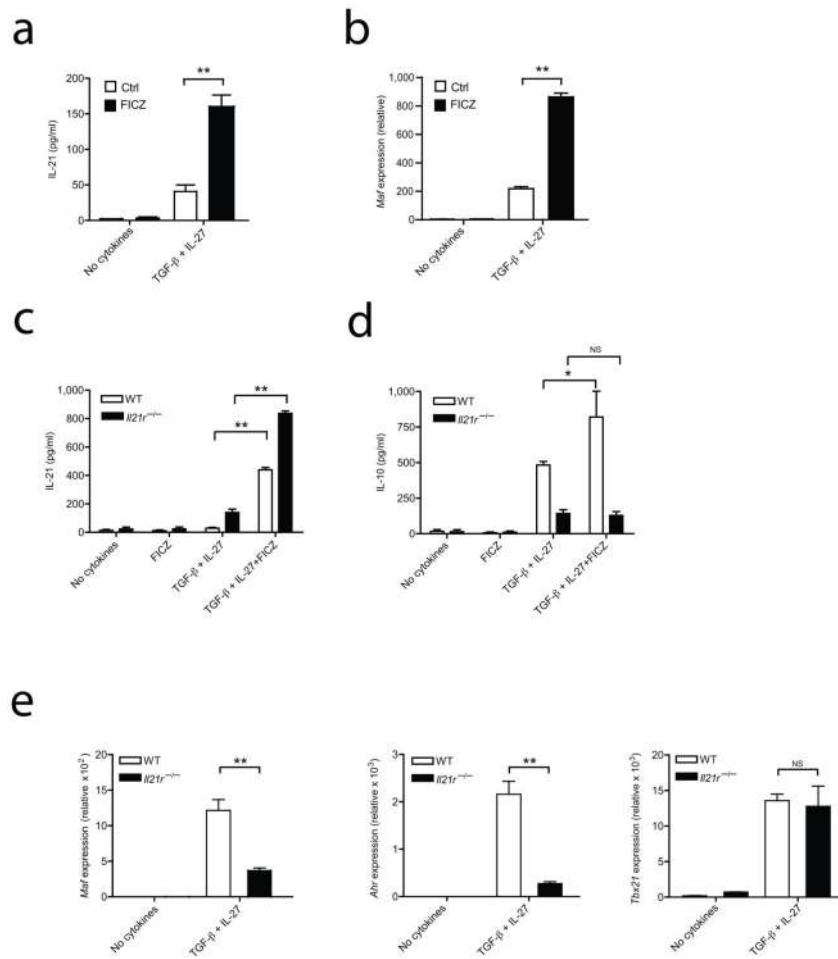 a
200
150
100
50
0
IL-21 (pg/ml)
Ctrl
FICZ
**
No cytokines
TGF-β + IL-27
b
1,000
800
600
400
200
0
Maf expression (relative)
Ctrl
FICZ
**
No cytokines
TGF-β + IL-27
c
1,000
800
600
400
200
0
IL-21 (pg/ml)
WT
Il21r−/−
**
**
No cytokines
FICZ
TGF-β + IL-27
TGF-β + IL-27+FICZ
d
1,000
750
500
250
0
IL-10 (pg/ml)
WT
Il21r−/−
NS
*
No cytokines
FICZ
TGF-β + IL-27
TGF-β + IL-27+FICZ
e
20
15
10
5
0
Maf expression (relative x 10²)
WT
Il21r−/−
**
No cytokines
TGF-β + IL-27
3
2
1
0
Ahr expression (relative x 10³)
WT
Il21r−/−
**
No cytokines
TGF-β + IL-27
20
15
10
5
0
Tbx21 expression (relative x 10³)
WT
Il21r−/−
NS
No cytokines
TGF-β + IL-27